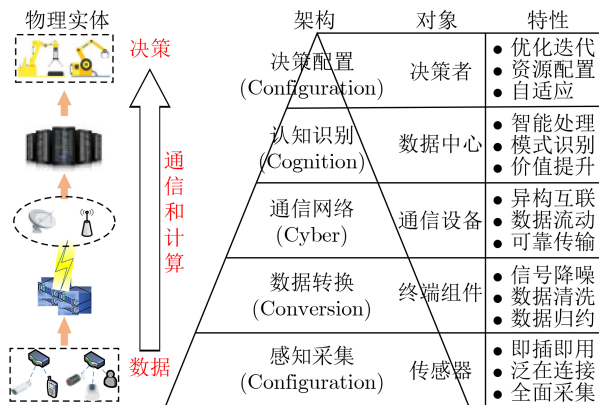 物理实体
决策
通信和计算
数据
架构
对象
特性
决策配置
(Configuration)
决策者
● 优化迭代
● 资源配置
● 自适应
认知识别
(Cognition)
数据中心
● 智能处理
● 模式识别
● 价值提升
通信网络
(Cyber)
通信设备
● 异构互联
● 数据流动
● 可靠传输
数据转换
(Conversion)
终端组件
● 信号降噪
● 数据清洗
● 数据归约
感知采集
(Configuration)
传感器
● 即插即用
● 泛在连接
● 全面采集